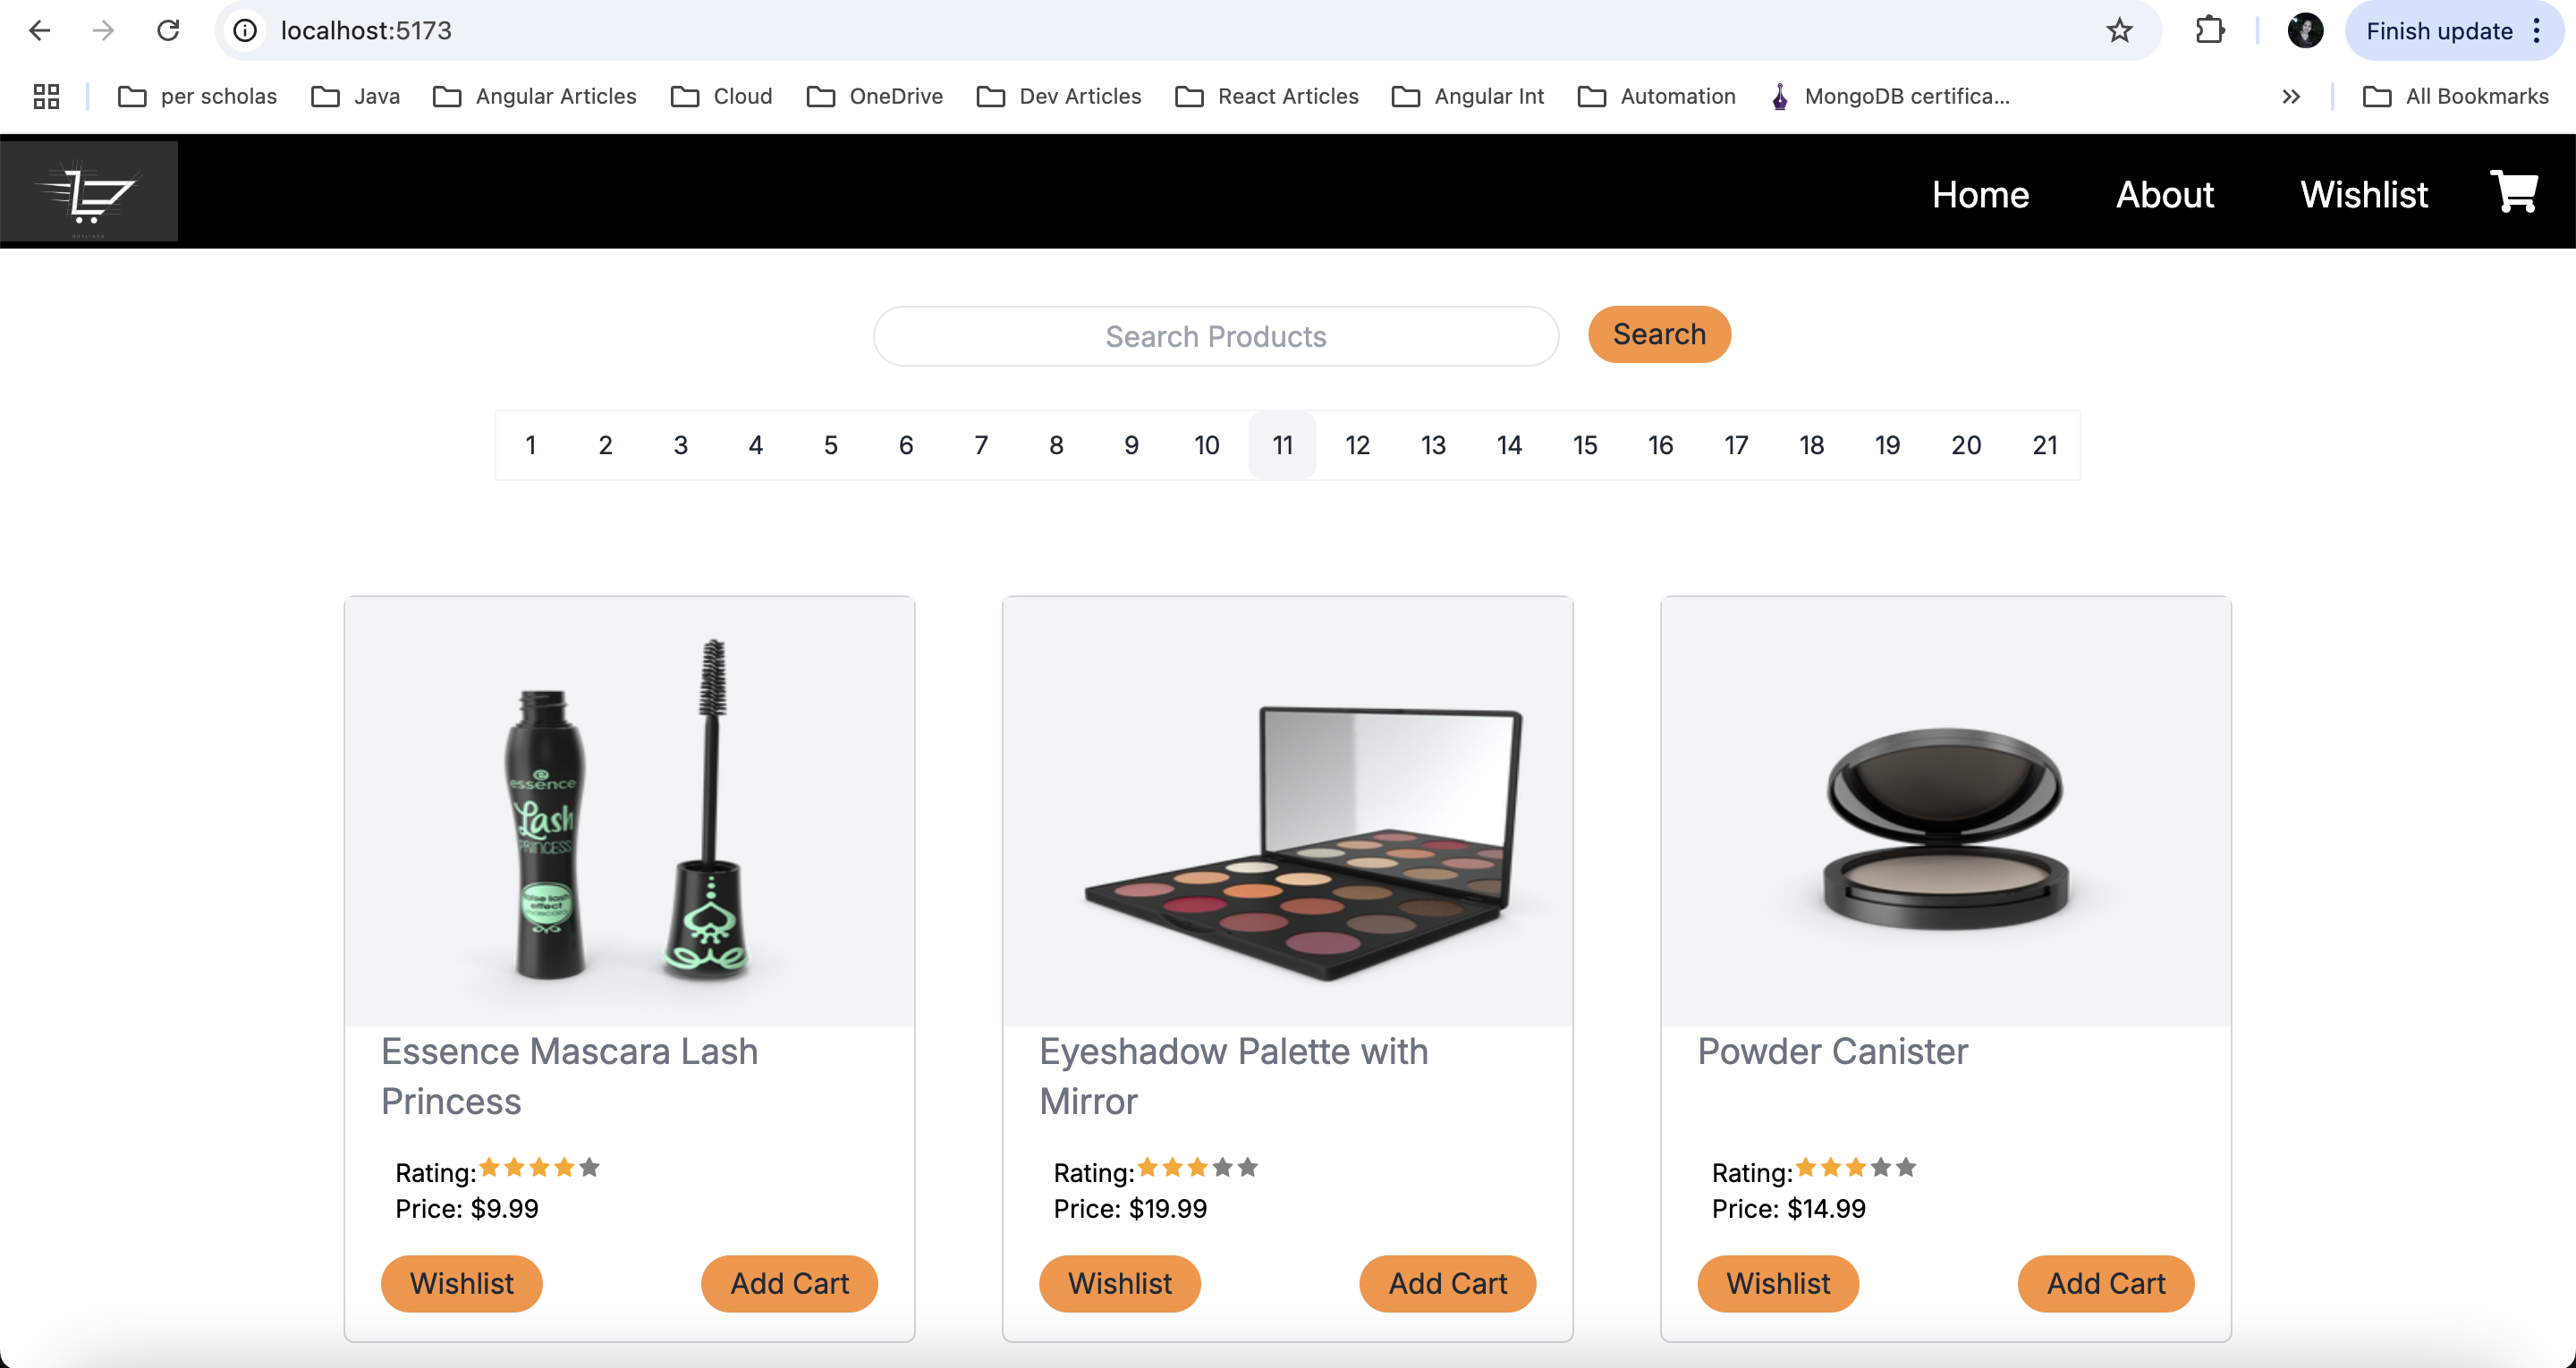 localhost:5173
Finish update
per scholas Java Angular Articles Cloud OneDrive Dev Articles React Articles Angular Int Automation MongoDB certifica... All Bookmarks
Home About Wishlist
Search Products Search
1 2 3 4 5 6 7 8 9 10 11 12 13 14 15 16 17 18 19 20 21
essence
Lash
PRINCESS
false lash
effect
mascara
Essence Mascara Lash
Princess
Rating:
Price: $9.99
Wishlist Add Cart
Eyeshadow Palette with
Mirror
Rating:
Price: $19.99
Wishlist Add Cart
Powder Canister
Rating:
Price: $14.99
Wishlist Add Cart